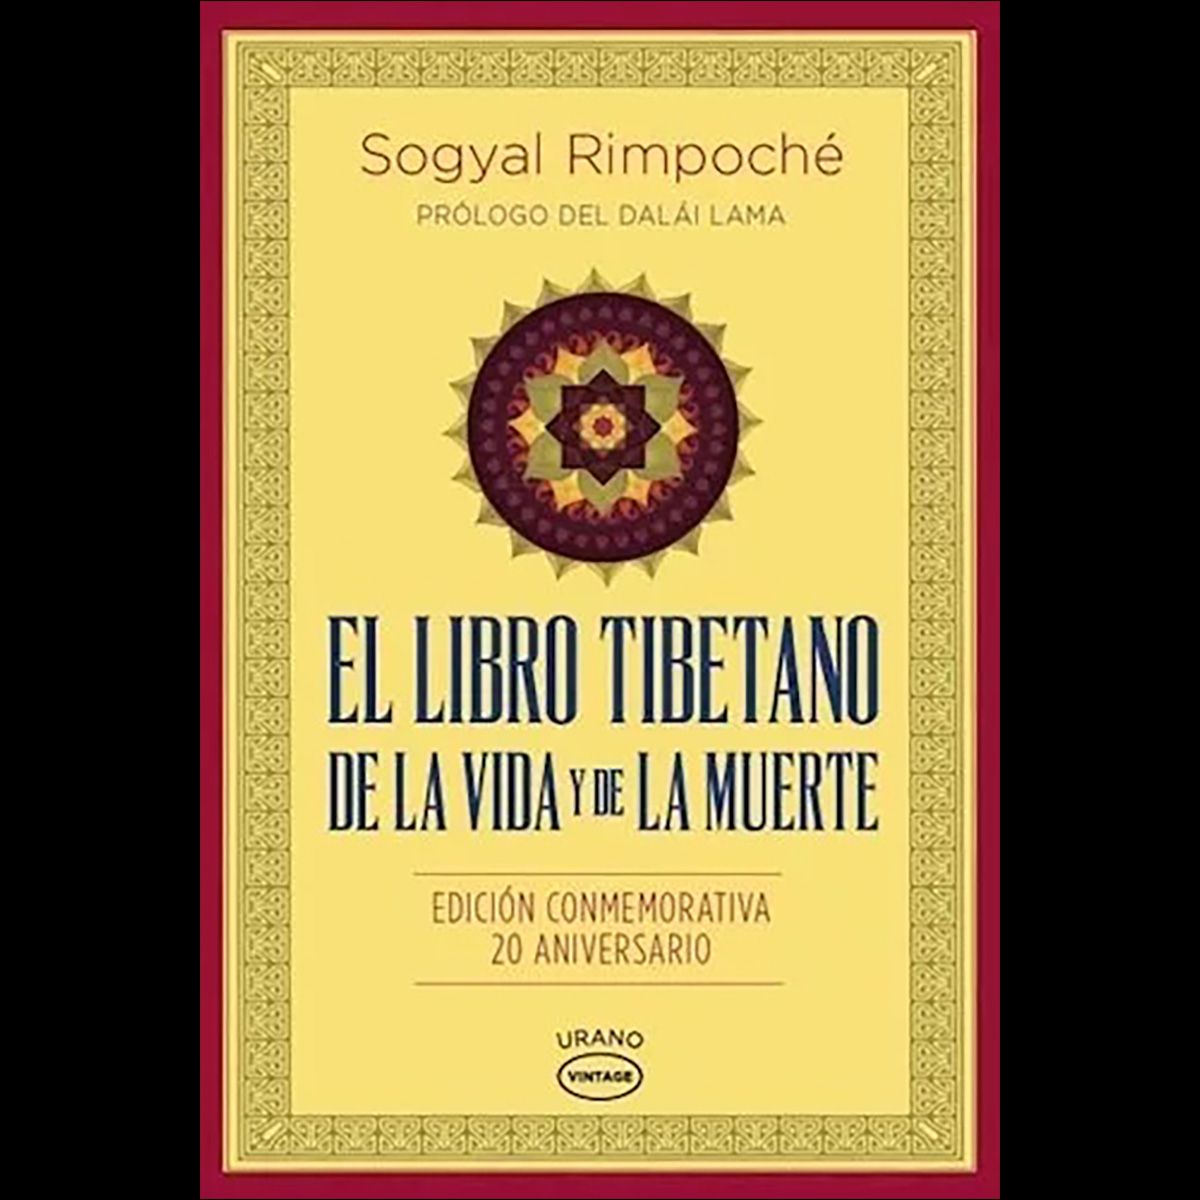 Sogyal Rimpoché
PRÓLOGO DEL DALÁI LAMA
EL LIBRO TIBETANO
DE LA VIDA Y DE LA MUERTE
EDICIÓN CONMEMORATIVA
20 ANIVERSARIO
URANO
VINTAGE